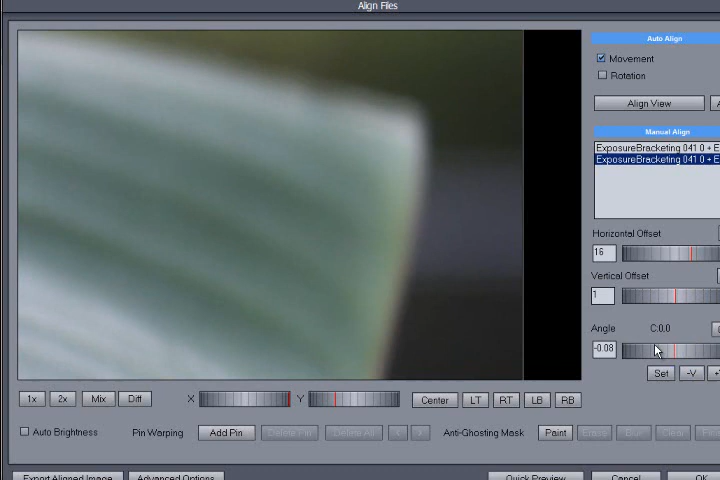 Align Files
Auto Align
Movement
Rotation
Align View
Manual Align
ExposureBracketing 041 0 + E
ExposureBracketing 041 0 + E
Horizontal Offset
16
Vertical Offset
1
Angle C:0,0
-0.08
Set -V
1x 2x Mix Diff X Y Center LT RT LB RB
Auto Brightness Pin Warping Add Pin Delete Pin Delete All < > Anti-Ghosting Mask Paint Erase Blur Clear
Export Aligned Image Advanced Options Quick Preview Cancel OK